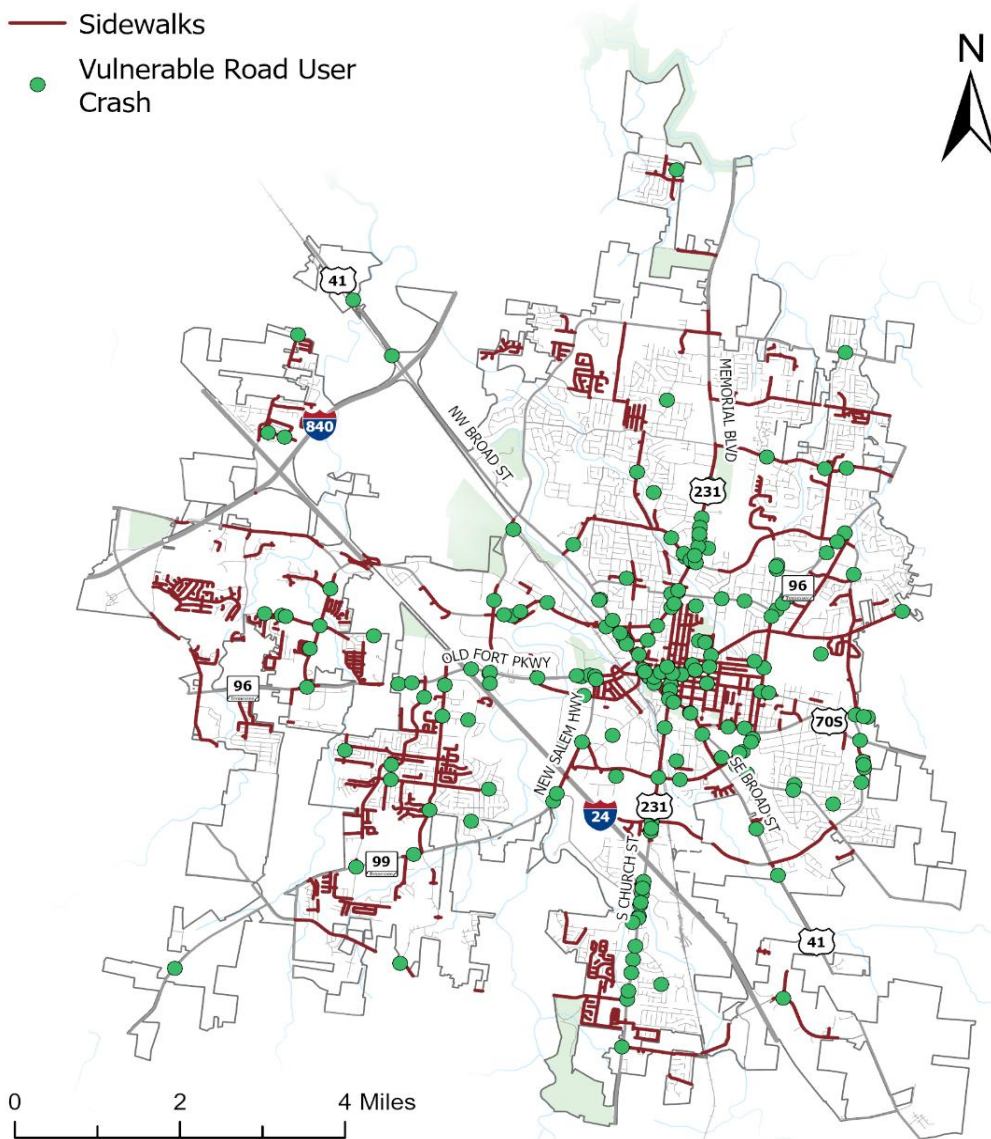 Sidewalks
Vulnerable Road User
Crash
N
41
840
NW BROAD ST
MEMORIAL BLVD
231
96
OLD FORT PKWY
96
NEW SALEM HWY
70S
SE BROAD ST
231
24
S CHURCH ST
99
41
0 2 4 Miles